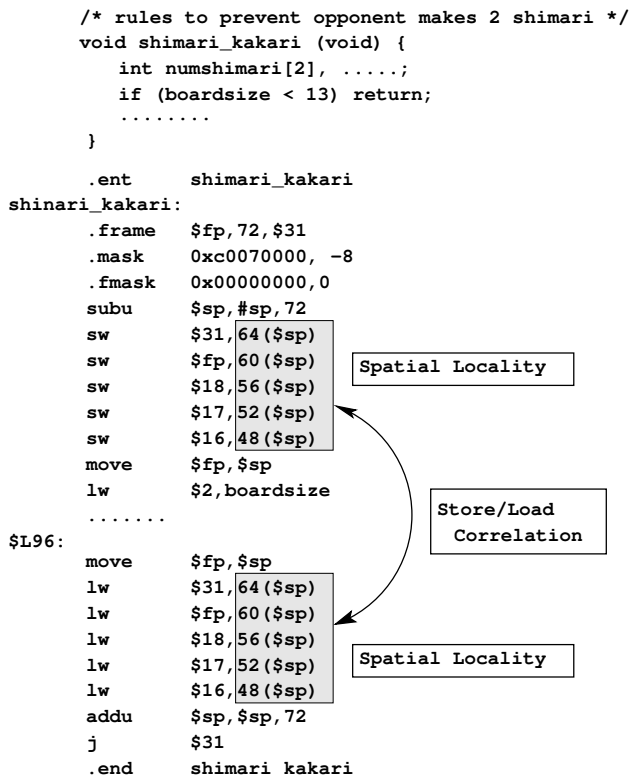 /* rules to prevent opponent makes 2 shimari */
void shimari_kakari (void) {
int numshimari[2], .....;
if (boardsize < 13) return;
........
}
.ent shimari_kakari
shinari_kakari:
.frame $fp,72,$31
.mask 0xc0070000, -8
.fmask 0x00000000,0
subu $sp,#sp,72
sw $31,64($sp)
sw $fp,60($sp)
Spatial Locality
sw $18,56($sp)
sw $17,52($sp)
sw $16,48($sp)
move $fp,$sp
lw $2,boardsize
.......
Store/Load
Correlation
$L96:
move $fp,$sp
lw $31,64($sp)
lw $fp,60($sp)
lw $18,56($sp)
lw $17,52($sp)
Spatial Locality
lw $16,48($sp)
addu $sp,$sp,72
j $31
.end shimari kakari